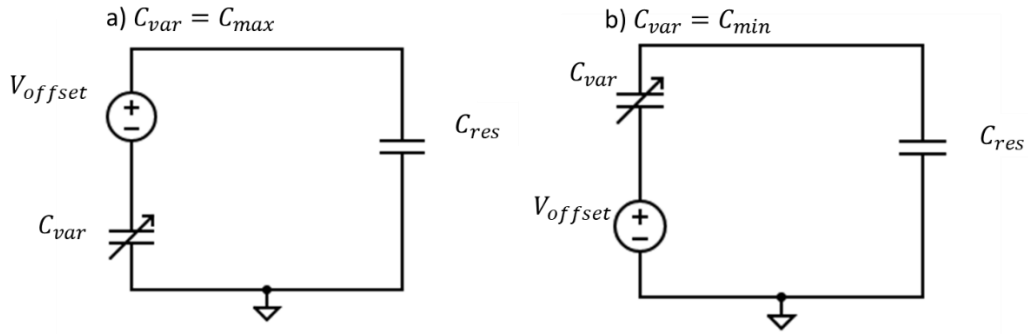 a) C_var = C_max
b) C_var = C_min
V_offset
+
−
C_res
C_var
C_var
C_res
V_offset
+
−